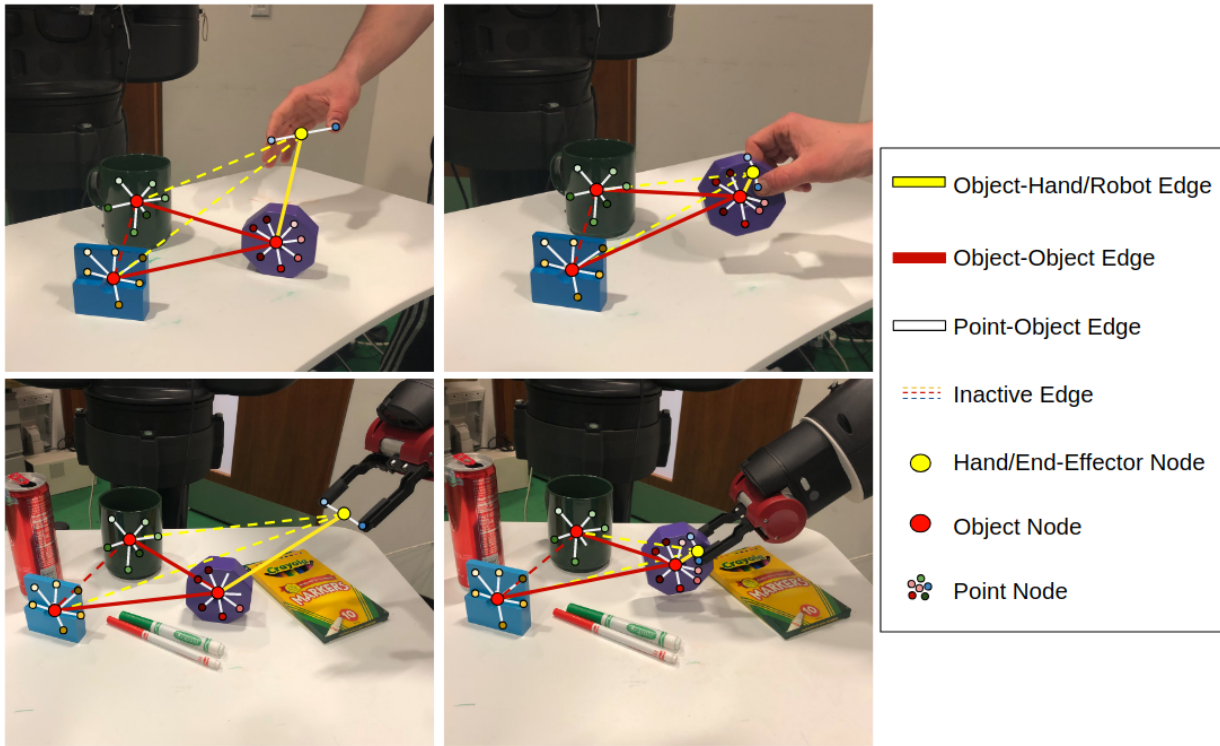 Object-Hand/Robot Edge
Object-Object Edge
Point-Object Edge
Inactive Edge
Hand/End-Effector Node
Object Node
Point Node
Crayola
MARKERS
10
Crayola
MARKERS
10